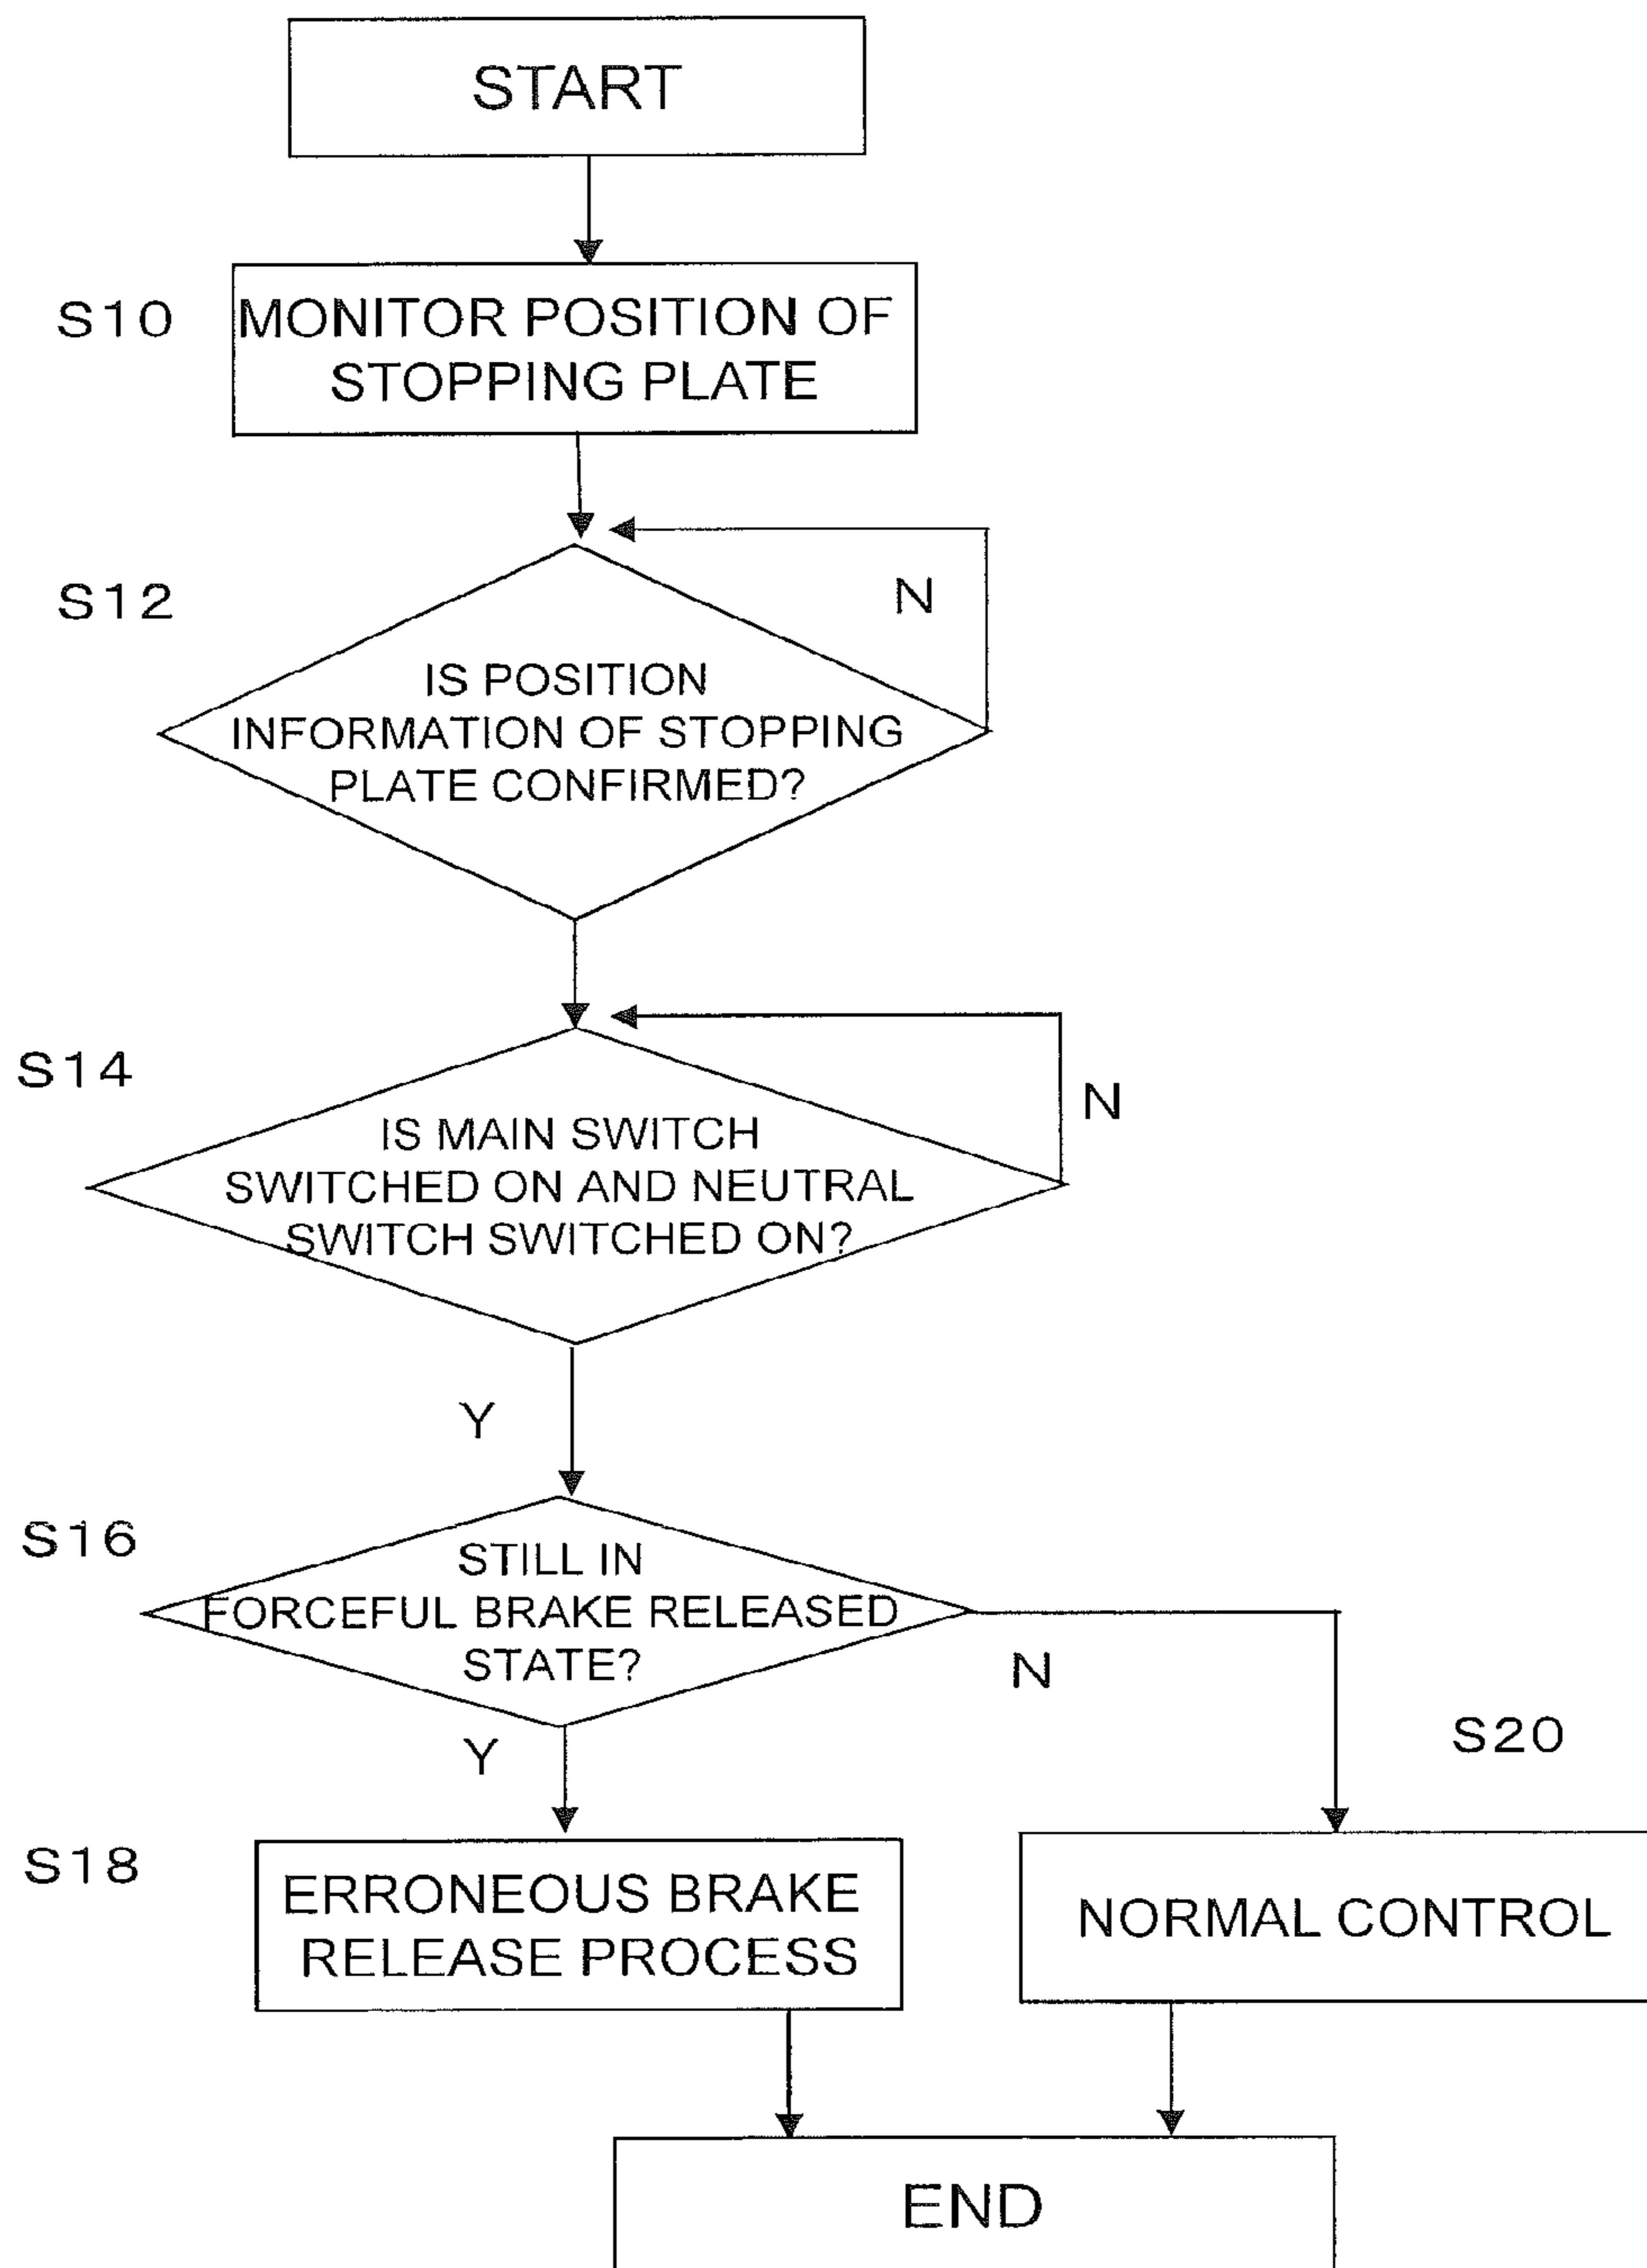 START
S10
MONITOR POSITION OF
STOPPING PLATE
S12
N
IS POSITION
INFORMATION OF STOPPING
PLATE CONFIRMED?
S14
N
IS MAIN SWITCH
SWITCHED ON AND NEUTRAL
SWITCH SWITCHED ON?
Y
S16
STILL IN
FORCEFUL BRAKE RELEASED
STATE?
N
Y
S20
S18
ERRONEOUS BRAKE
RELEASE PROCESS
NORMAL CONTROL
END